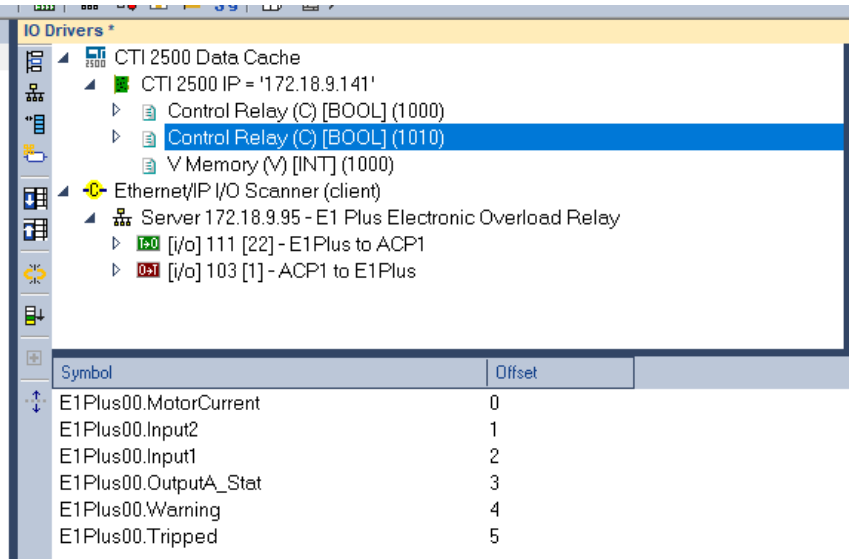 IO Drivers *
CTI 2500 Data Cache
CTI 2500 IP = '172.18.9.141'
Control Relay (C) [BOOL] (1000)
Control Relay (C) [BOOL] (1010)
V Memory (V) [INT] (1000)
Ethernet/IP I/O Scanner (client)
Server 172.18.9.95 - E1 Plus Electronic Overload Relay
T▸O [i/o] 111 [22] - E1Plus to ACP1
O▸T [i/o] 103 [1] - ACP1 to E1Plus
Symbol Offset
E1Plus00.MotorCurrent 0
E1Plus00.Input2 1
E1Plus00.Input1 2
E1Plus00.OutputA_Stat 3
E1Plus00.Warning 4
E1Plus00.Tripped 5